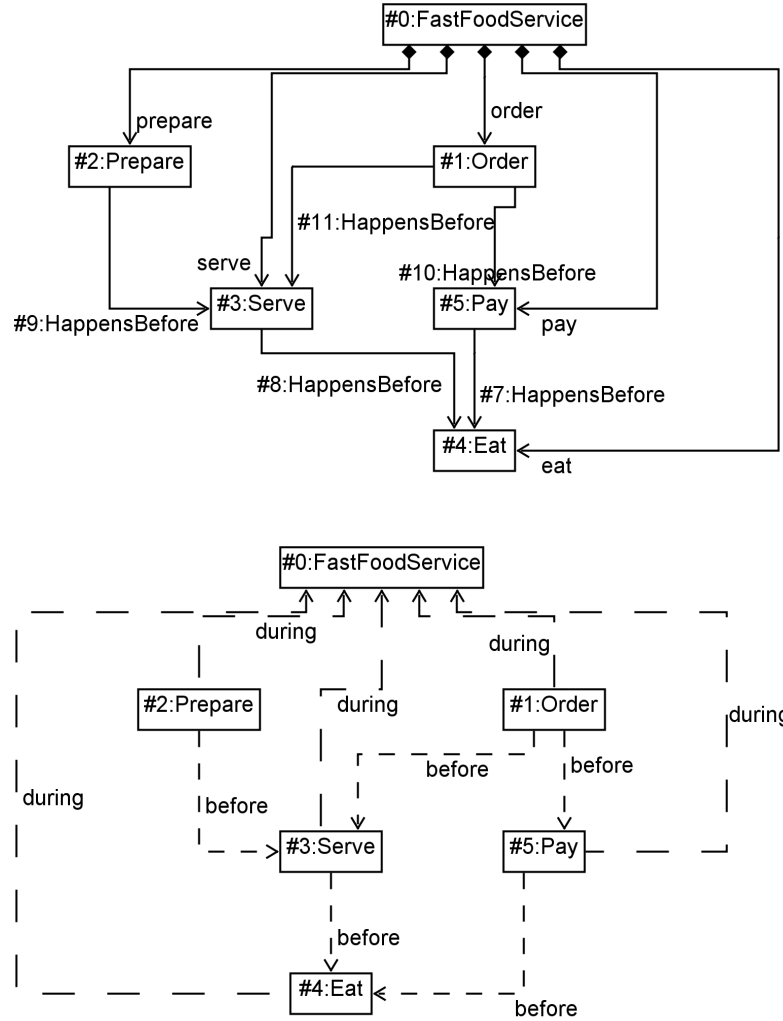 #0:FastFoodService
order
prepare
#2:Prepare
#1:Order
#11:HappensBefore
serve
#10:HappensBefore
#3:Serve
#5:Pay
#9:HappensBefore
pay
#8:HappensBefore
#7:HappensBefore
#4:Eat
eat
#0:FastFoodService
during
during
#2:Prepare
#1:Order
during
during
before
before
during
before
#3:Serve
#5:Pay
before
#4:Eat
before